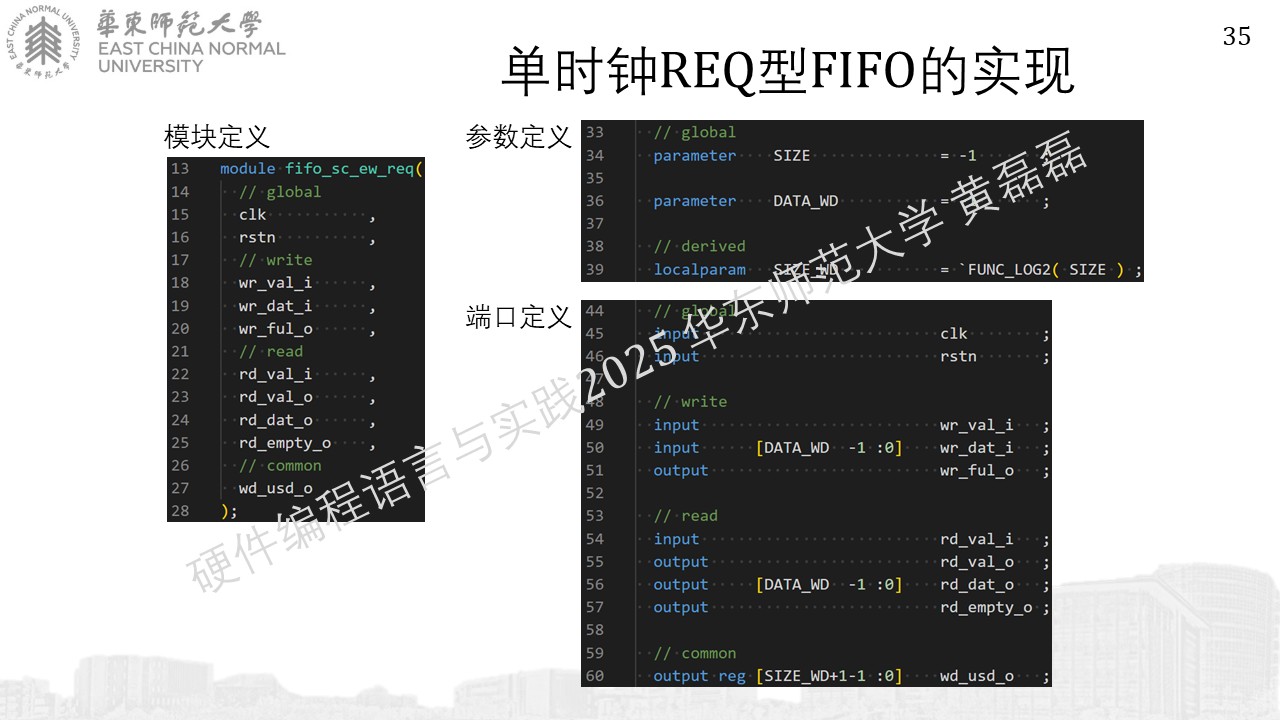 華東師範大學
EAST CHINA NORMAL
UNIVERSITY
35
单时钟REQ型FIFO的实现
模块定义
13 module fifo_sc_ew_req(
14 // global
15 clk ,
16 rstn ,
17 // write
18 wr_val_i ,
19 wr_dat_i ,
20 wr_ful_o ,
21 // read
22 rd_val_i ,
23 rd_val_o ,
24 rd_dat_o ,
25 rd_empty_o ,
26 // common
27 wd_usd_o
28 );
参数定义
33 // global
34 parameter SIZE = -1
35
36 parameter DATA_WD = ;
37
38 // derived
39 localparam SIZE_WD = `FUNC_LOG2( SIZE ) ;
端口定义
44 // global
45 input clk ;
46 input rstn ;
47
48 // write
49 input wr_val_i ;
50 input [DATA_WD -1 :0] wr_dat_i ;
51 output wr_ful_o ;
52
53 // read
54 input rd_val_i ;
55 output rd_val_o ;
56 output [DATA_WD -1 :0] rd_dat_o ;
57 output rd_empty_o ;
58
59 // common
60 output reg [SIZE_WD+1-1 :0] wd_usd_o ;
硬件编程语言与实践2025 华东师范大学 黄磊磊